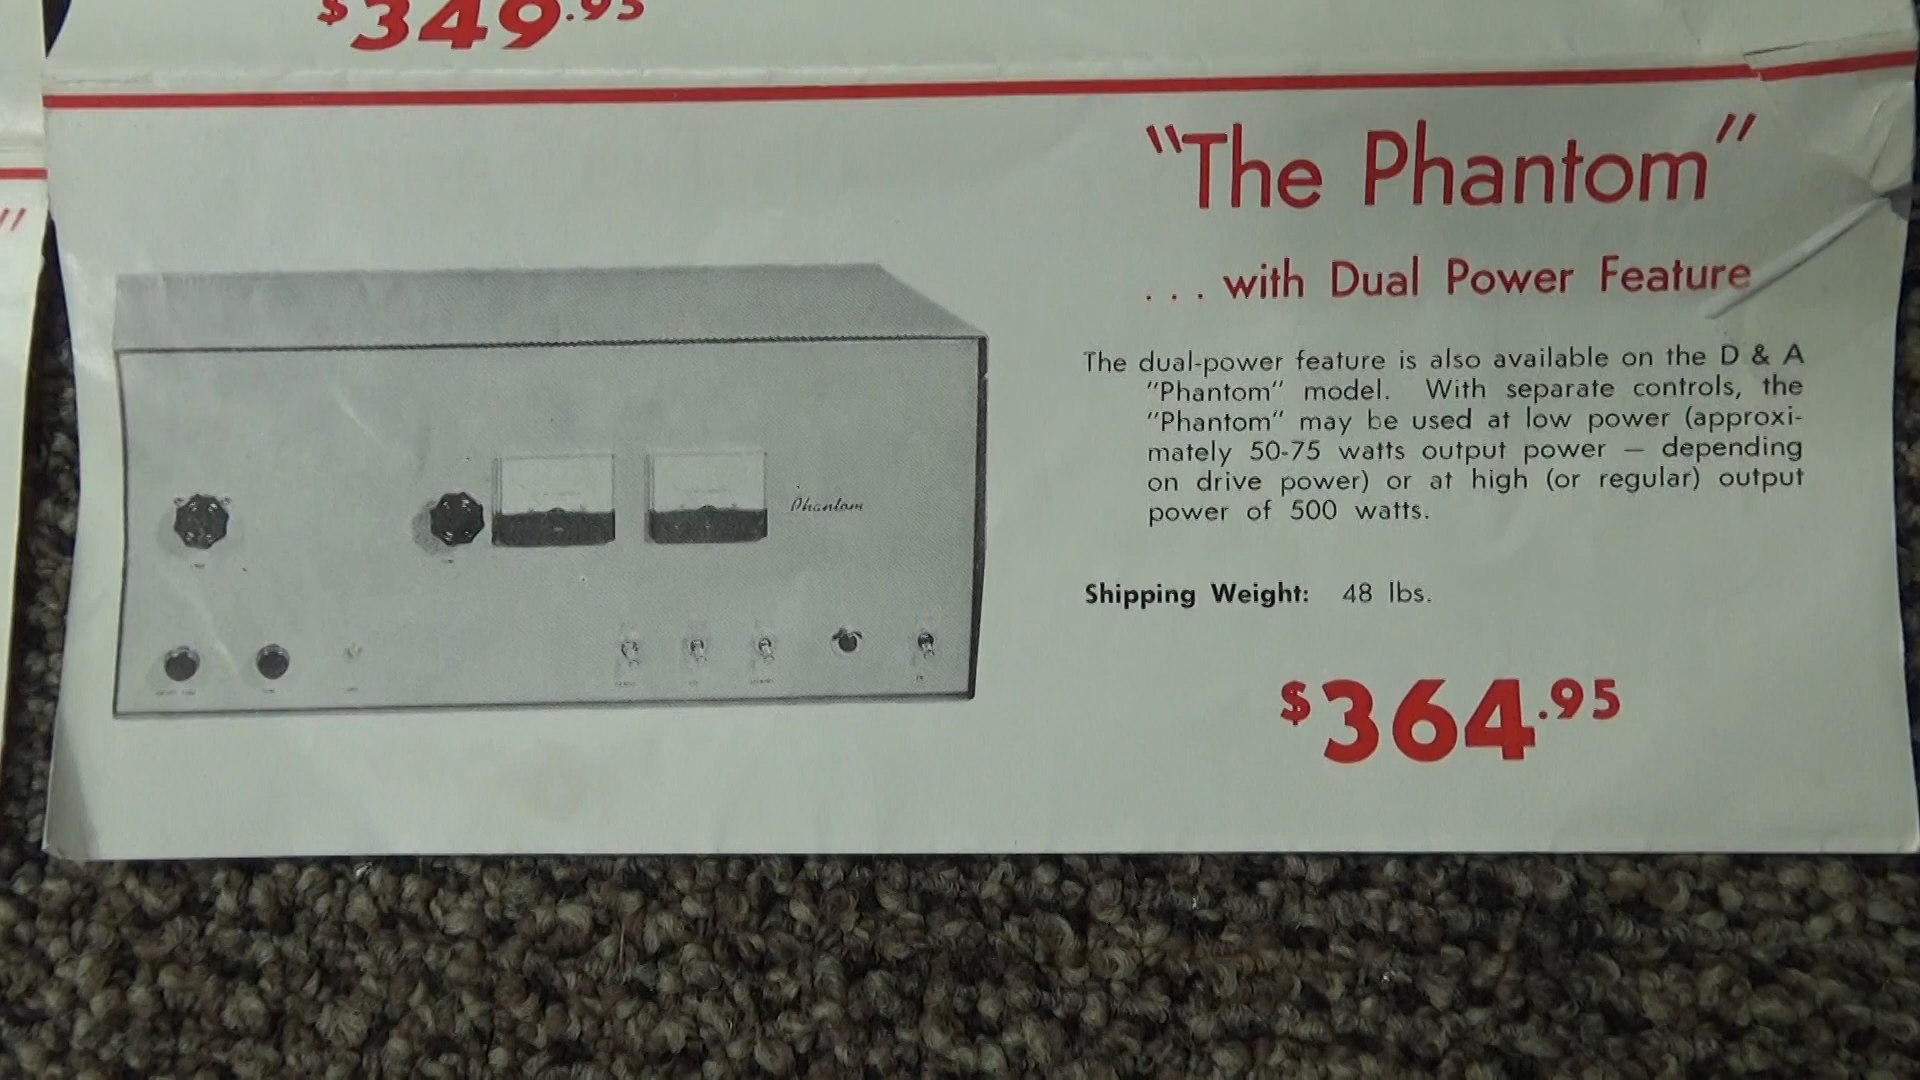 $349.95
"The Phantom"
. . . with Dual Power Feature
The dual-power feature is also available on the D & A
"Phantom" model. With separate controls, the
"Phantom" may be used at low power (approxi-
mately 50-75 watts output power — depending
on drive power) or at high (or regular) output
power of 500 watts.
Phantom
Shipping Weight: 48 lbs.
$364.95